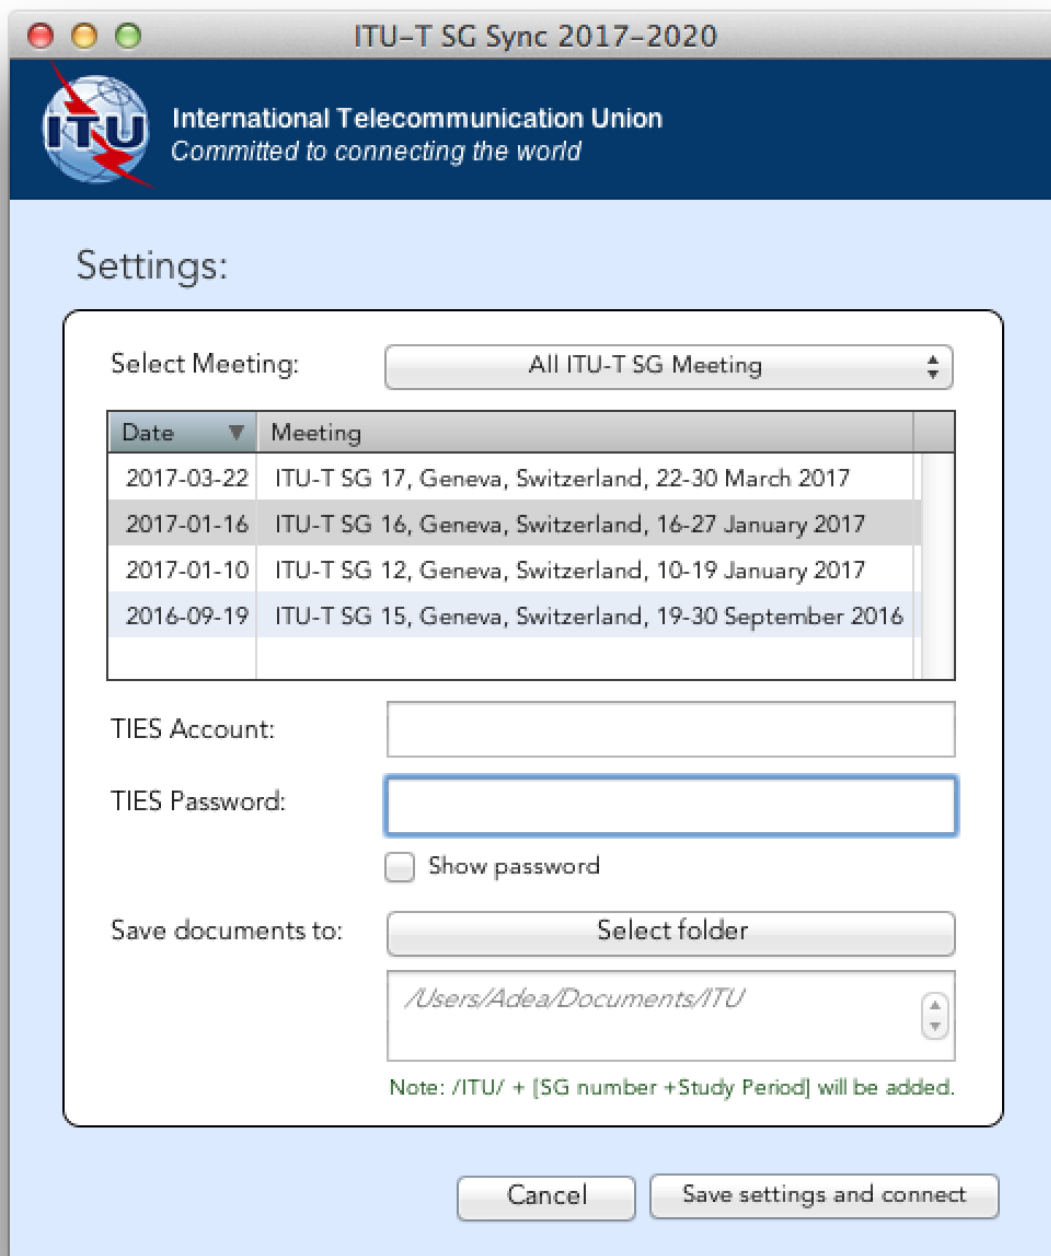 ITU-T SG Sync 2017-2020
ITU
International Telecommunication Union
Committed to connecting the world
Settings:
Select Meeting: All ITU-T SG Meeting
Date Meeting
2017-03-22 ITU-T SG 17, Geneva, Switzerland, 22-30 March 2017
2017-01-16 ITU-T SG 16, Geneva, Switzerland, 16-27 January 2017
2017-01-10 ITU-T SG 12, Geneva, Switzerland, 10-19 January 2017
2016-09-19 ITU-T SG 15, Geneva, Switzerland, 19-30 September 2016
TIES Account:
TIES Password:
Show password
Save documents to: Select folder
/Users/Adea/Documents/ITU
Note: /ITU/ + [SG number +Study Period] will be added.
Cancel Save settings and connect